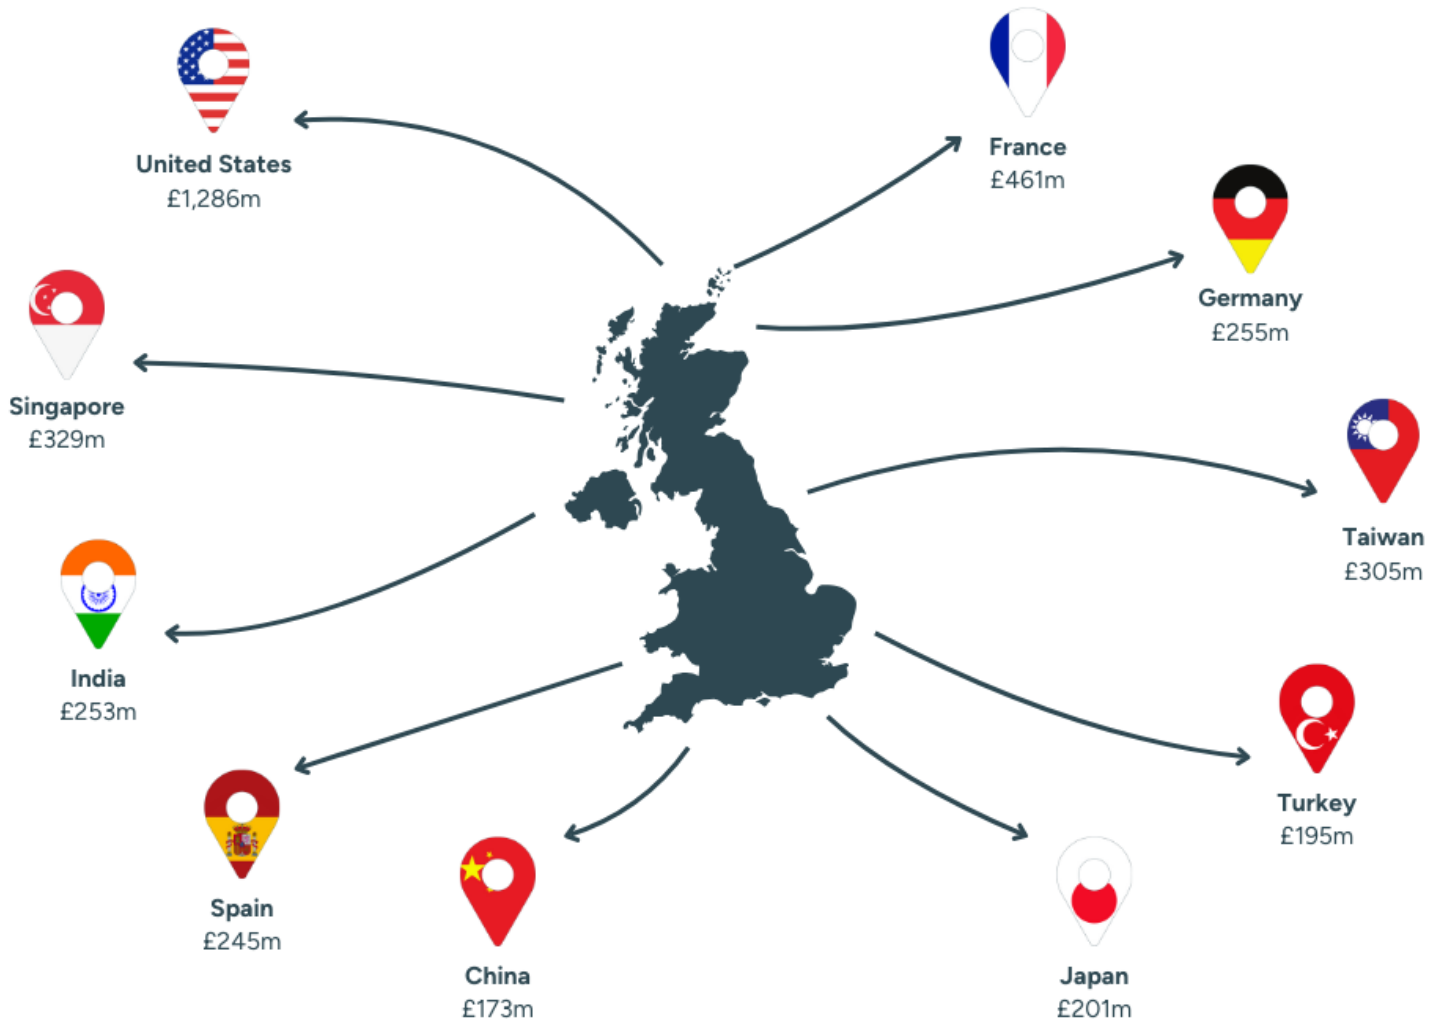 United States
£1,286m
France
£461m
Germany
£255m
Singapore
£329m
Taiwan
£305m
India
£253m
Turkey
£195m
Spain
£245m
China
£173m
Japan
£201m